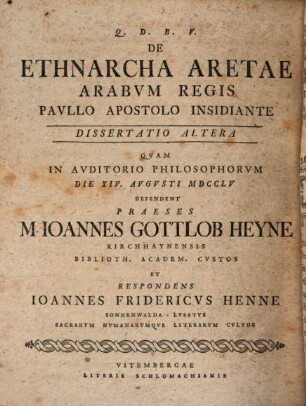 Q. D. B. V.
DE
ETHNARCHA ARETAE
ARABVM REGIS
PAVLLO APOSTOLO INSIDIANTE
DISSERTATIO ALTERA
QVAM
IN AVDITORIO PHILOSOPHORVM
DIE XIV. AVGVSTI MDCCLV
DEFENDENT
PRAESES
M. IOANNES GOTTLOB HEYNE
KIRCHHAYNENSIS
BIBLIOTH. ACADEM. CVSTOS
ET
RESPONDENS
IOANNES FRIDERICVS HENNE
SONNENWALDA-LVSATVS
SACRARVM HVMANARVMQVE LITERARVM CVLTOR
VITEMBERGAE
LITERIS SCHLOMACHIANIS